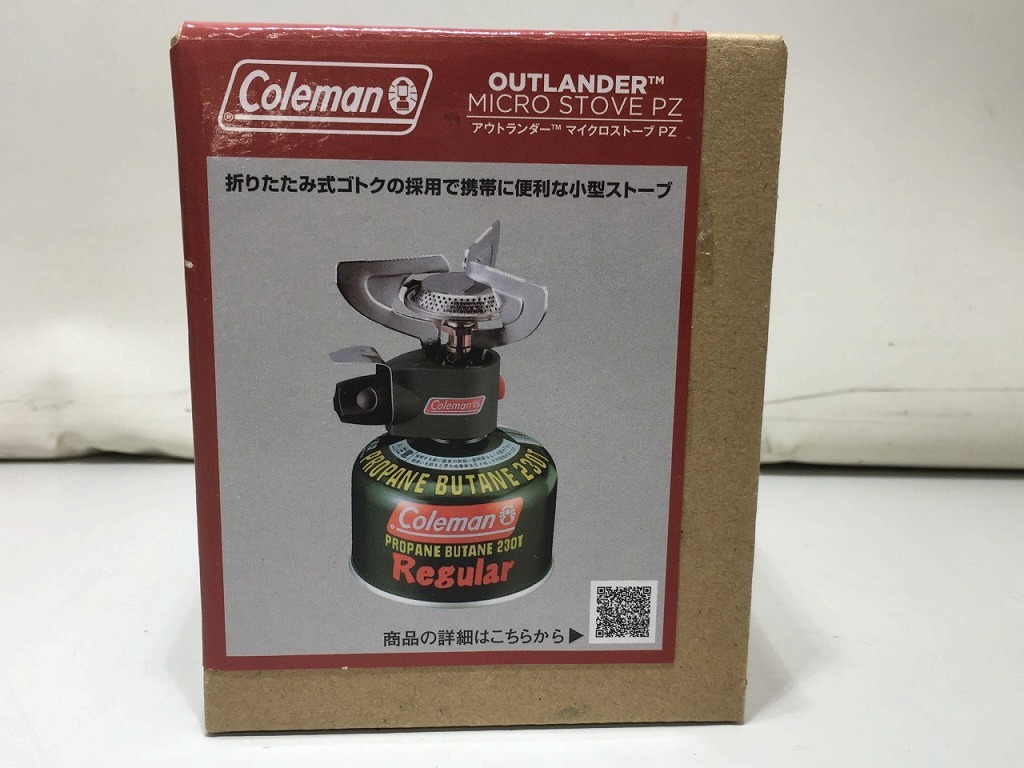 Coleman
OUTLANDER™
MICRO STOVE PZ
アウトランダー™ マイクロストーブ PZ
折りたたみ式ゴトクの採用で携帯に便利な小型ストーブ
Coleman
PROPANE BUTANE 230T
Coleman
PROPANE BUTANE 230T
Regular
商品の詳細はこちらから▶